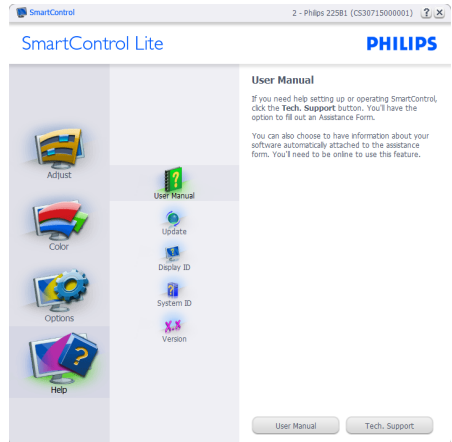 SmartControl
2 - Philips 225B1 (CS30715000001)
? X
SmartControl Lite
PHILIPS
Adjust
Color
Options
?
Help
?
User Manual
Update
Display ID
?
System ID
X.X
Version
User Manual
If you need help setting up or operating SmartControl,
click the Tech. Support button. You'll have the
option to fill out an Assistance Form.
You can also choose to have information about your
software automatically attached to the assistance
form. You'll need to be online to use this feature.
User Manual
Tech. Support